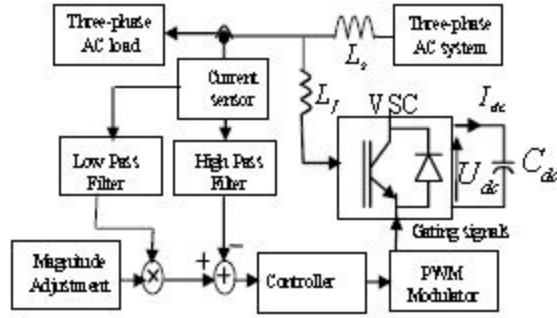 Three-phase
AC load
Three-phase
AC system
Ls
Current
sensor
Lf
VSC
Idc
Low Pass
Filter
High Pass
Filter
Udc
Cdc
Gating signals
Magnitude
Adjustment
×
+
−
+
Controller
PWM
Modulator